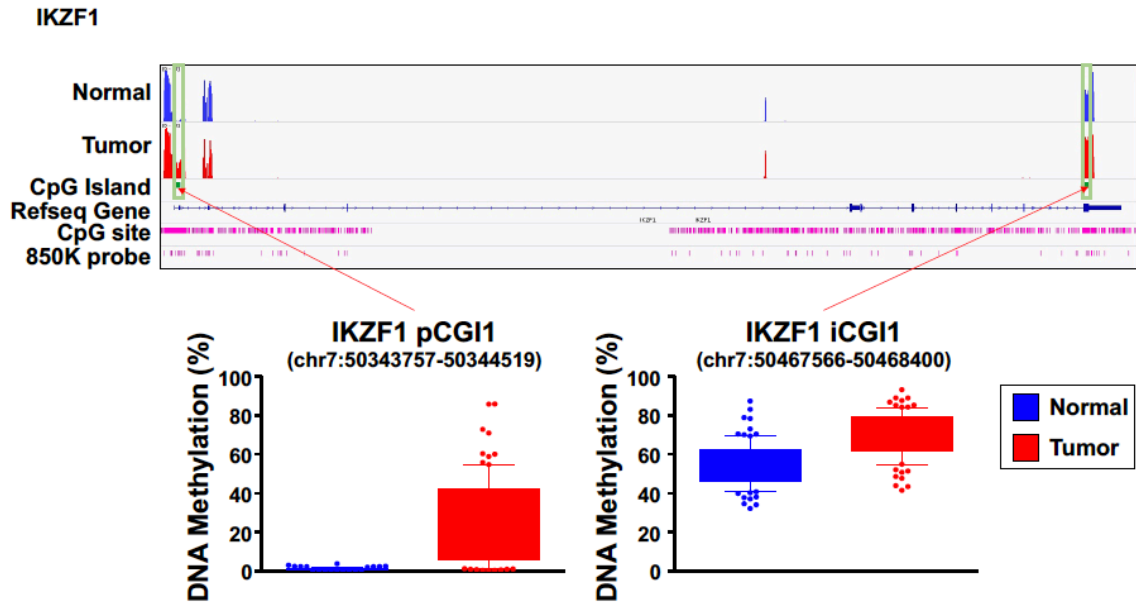 IKZF1
Normal
Tumor
CpG Island
Refseq Gene
IKZF1
CpG site
850K probe
IKZF1 pCGI1
(chr7:50343757-50344519)
DNA Methylation (%)
100
80
60
40
20
0
IKZF1 iCGI1
(chr7:50467566-50468400)
DNA Methylation (%)
100
80
60
40
20
0
Normal
Tumor